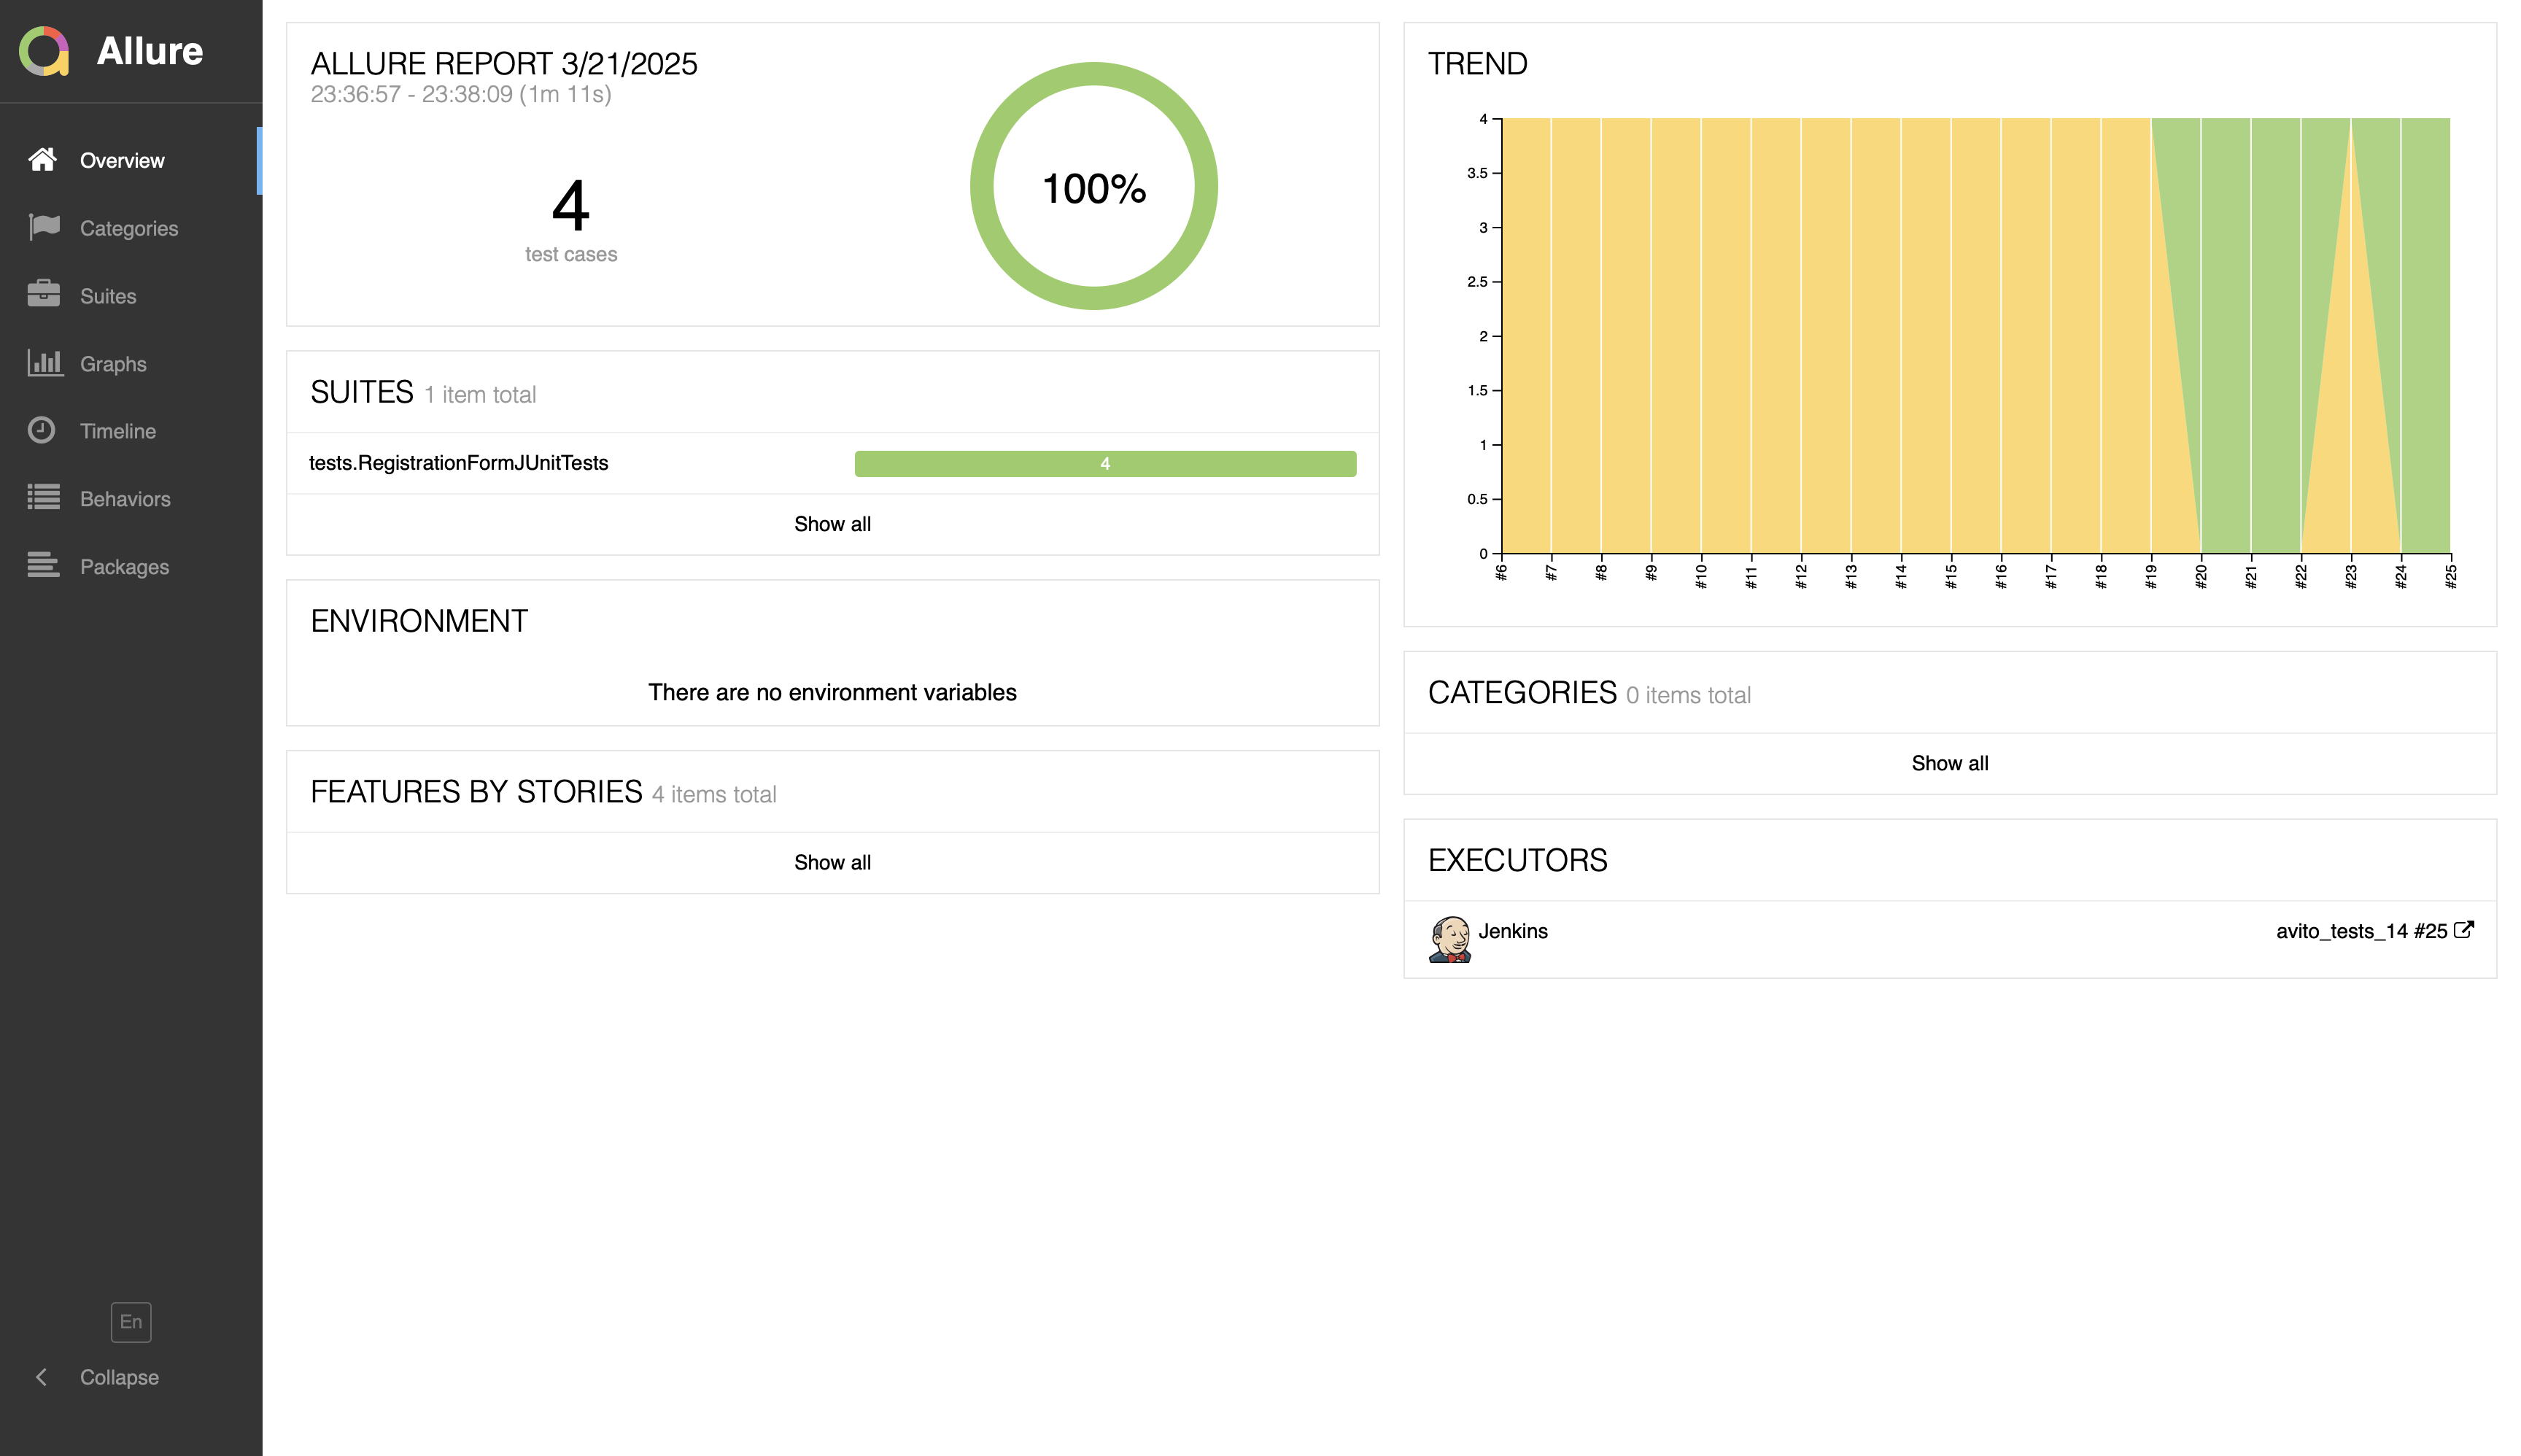 Allure
Overview
Categories
Suites
Graphs
Timeline
Behaviors
Packages
En
Collapse
ALLURE REPORT 3/21/2025
23:36:57 - 23:38:09 (1m 11s)
4
test cases
100%
SUITES 1 item total
tests.RegistrationFormJUnitTests 4
Show all
ENVIRONMENT
There are no environment variables
FEATURES BY STORIES 4 items total
Show all
TREND
4
3.5
3
2.5
2
1.5
1
0.5
0
#6 #7 #8 #9 #10 #11 #12 #13 #14 #15 #16 #17 #18 #19 #20 #21 #22 #23 #24 #25
CATEGORIES 0 items total
Show all
EXECUTORS
Jenkins avito_tests_14 #25